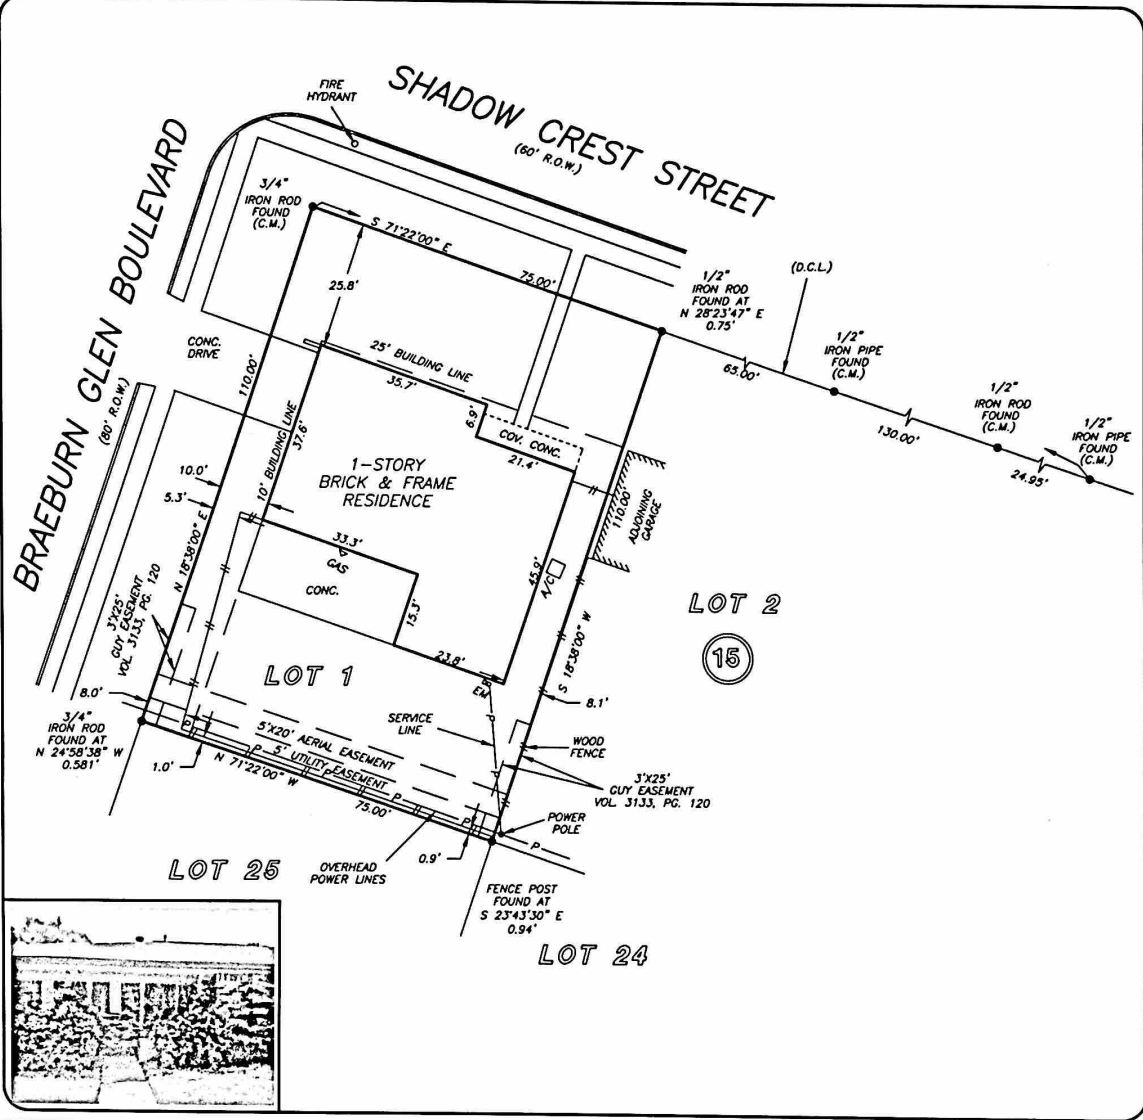 SHADOW CREST STREET
(60' R.O.W.)
FIRE
HYDRANT
BRAEBURN GLEN BOULEVARD
(80' R.O.W.)
3/4"
IRON ROD
FOUND
(C.M.)
S 71°22'00" E
75.00'
25.8'
1/2"
IRON ROD
FOUND AT
N 28°23'47" E
0.75'
(D.C.L.)
65.00'
1/2"
IRON PIPE
FOUND
(C.M.)
130.00'
1/2"
IRON ROD
FOUND
(C.M.)
24.95'
1/2"
IRON PIPE
FOUND
(C.M.)
CONC.
DRIVE
110.00'
25' BUILDING LINE
35.7'
6.9'
COV. CONC.
21.4'
10' BUILDING LINE
37.6'
1-STORY
BRICK & FRAME
RESIDENCE
10.0'
5.3'
N 18°38'00" E
33.3'
GAS
CONC.
15.3'
45.9'
A/C
110.00'
ADJOINING
GARAGE
S 18°38'00" W
LOT 2
15
3'X25'
GUY EASEMENT
VOL. 3133, PG. 120
LOT 1
23.8'
EM
8.1'
8.0'
3/4"
IRON ROD
FOUND AT
N 24°58'38" W
0.581'
SERVICE
LINE
P
P
WOOD
FENCE
3'X25'
GUY EASEMENT
VOL. 3133, PG. 120
5'X20' AERIAL EASEMENT
5' UTILITY EASEMENT
P
P
P
P
P
P
1.0'
N 71°22'00" W
75.00'
POWER
POLE
0.9'
LOT 25
OVERHEAD
POWER LINES
FENCE POST
FOUND AT
S 23°43'30" E
0.94'
LOT 24